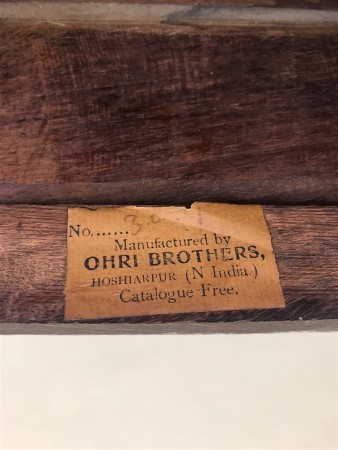 No.......
Manufactured by
OHRI BROTHERS,
HOSHIARPUR (N India.)
Catalogue Free.